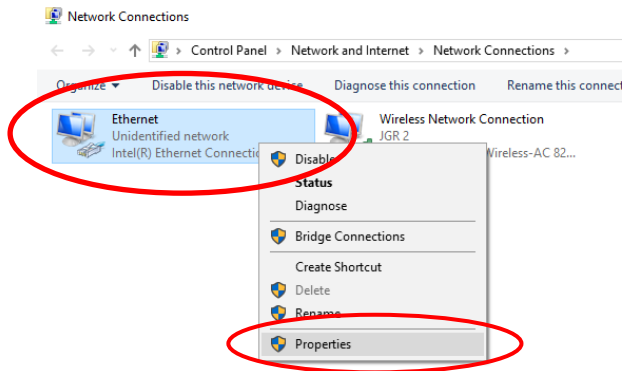 Network Connections
Control Panel > Network and Internet > Network Connections >
Organize Disable this network device Diagnose this connection Rename this connect
Ethernet
Unidentified network
Intel(R) Ethernet Connectio
Wireless Network Connection
JGR 2
Wireless-AC 82...
Disable
Status
Diagnose
Bridge Connections
Create Shortcut
Delete
Rename
Properties